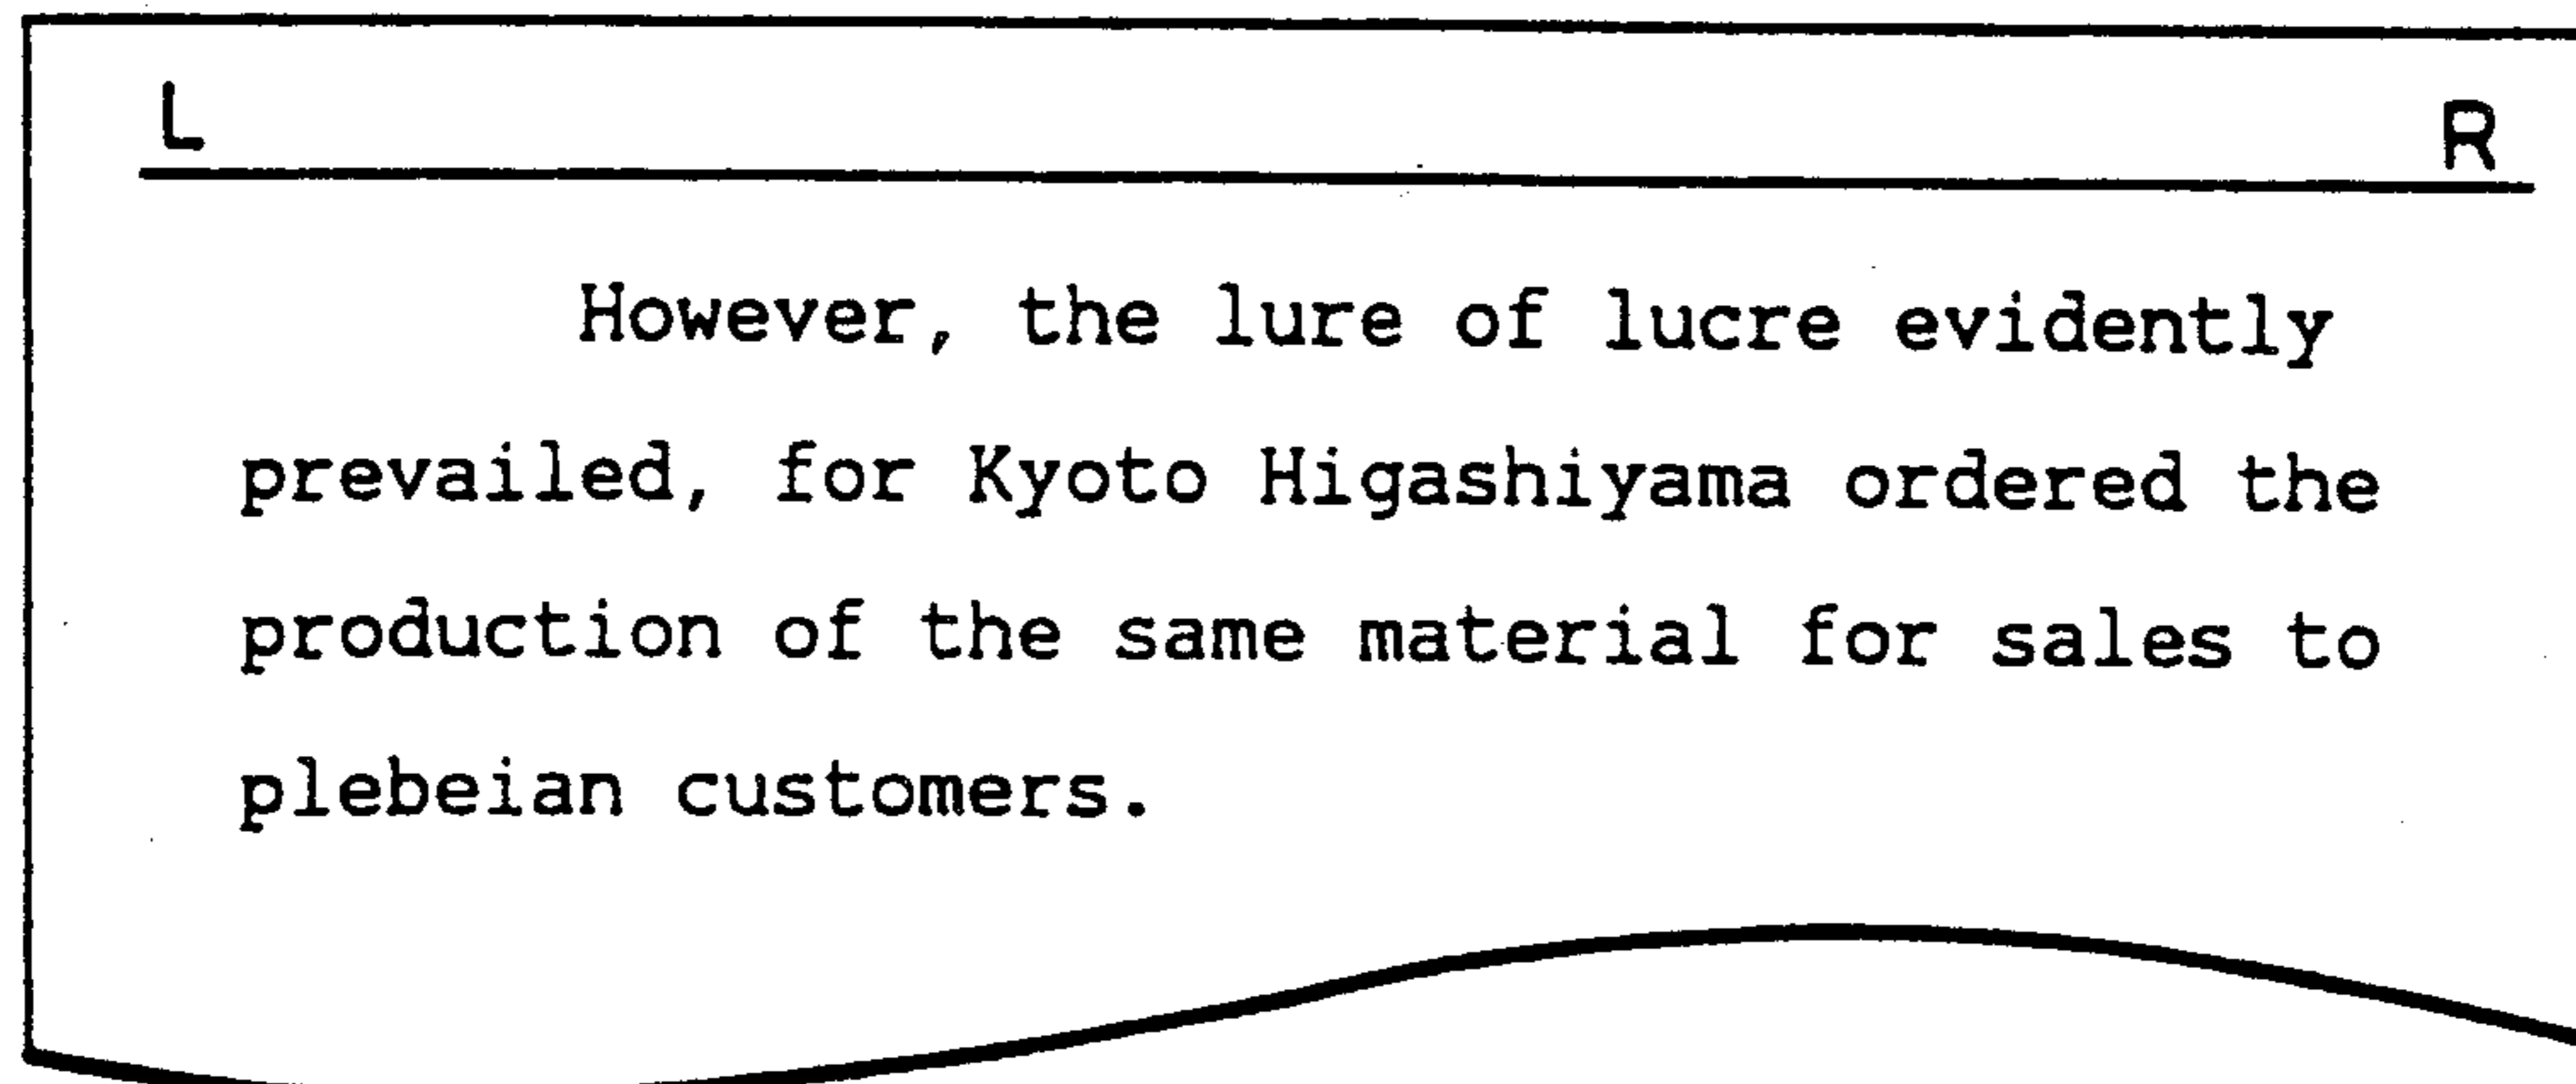 L R
However, the lure of lucre evidently
prevailed, for Kyoto Higashiyama ordered the
production of the same material for sales to
plebeian customers.